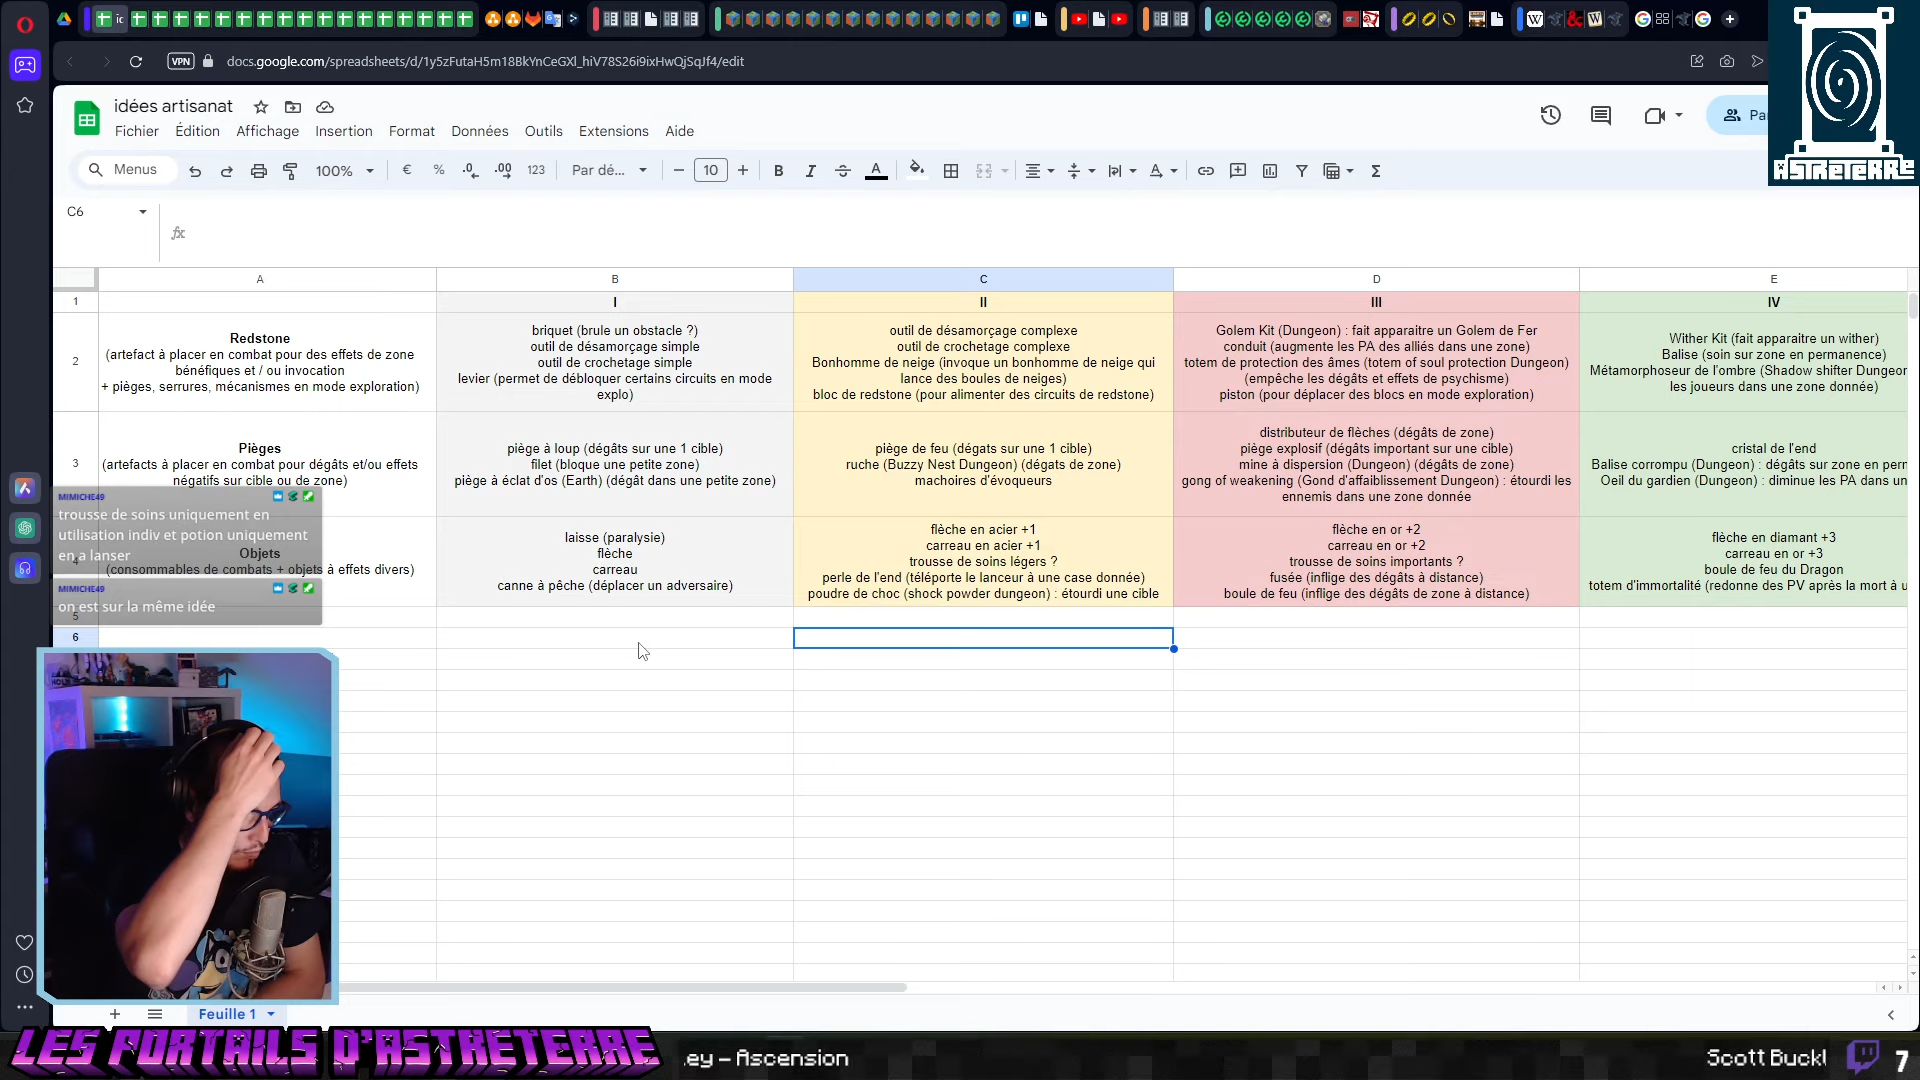 VPN
docs.google.com/spreadsheets/d/1y5zFutaH5m18BkYnCeGXl_hiV78S26i9ixHwQjSqJf4/edit
ASTRETERRE
idées artisanat
Fichier Édition Affichage Insertion Format Données Outils Extensions Aide
Menus 100% € % .0 .00 123 Par dé... 10
C6
fx
A B C D E
1 I II III IV
2
Redstone
(artefact à placer en combat pour des effets de zone
bénéfiques et / ou invocation
+ pièges, serrures, mécanismes en mode exploration)
briquet (brule un obstacle ?)
outil de désamorçage simple
outil de crochetage simple
levier (permet de débloquer certains circuits en mode
explo)
outil de désamorçage complexe
outil de crochetage complexe
Bonhomme de neige (invoque un bonhomme de neige qui
lance des boules de neiges)
bloc de redstone (pour alimenter des circuits de redstone)
Golem Kit (Dungeon) : fait apparaitre un Golem de Fer
conduit (augmente les PA des alliés dans une zone)
totem de protection des âmes (totem of soul protection Dungeon)
(empêche les dégâts et effets de psychisme)
piston (pour déplacer des blocs en mode exploration)
Wither Kit (fait apparaitre un wither)
Balise (soin sur zone en permanence)
Métamorphoseur de l'ombre (Shadow shifter Dungeon
les joueurs dans une zone donnée)
3
Pièges
(artefacts à placer en combat pour dégâts et/ou effets
négatifs sur cible ou de zone)
piège à loup (dégâts sur une 1 cible)
filet (bloque une petite zone)
piège à éclat d'os (Earth) (dégât dans une petite zone)
piège de feu (dégats sur une 1 cible)
ruche (Buzzy Nest Dungeon) (dégats de zone)
machoires d'évoqueurs
distributeur de flèches (dégâts de zone)
piège explosif (dégâts important sur une cible)
mine à dispersion (Dungeon) (dégâts de zone)
gong of weakening (Gond d'affaiblissement Dungeon) : étourdi les
ennemis dans une zone donnée
cristal de l'end
Balise corrompu (Dungeon) : dégâts sur zone en perm
Oeil du gardien (Dungeon) : diminue les PA dans un
4
Objets
(consommables de combats + objets à effets divers)
laisse (paralysie)
flèche
carreau
canne à pêche (déplacer un adversaire)
flèche en acier +1
carreau en acier +1
trousse de soins légers ?
perle de l'end (téléporte le lanceur à une case donnée)
poudre de choc (shock powder dungeon) : étourdi une cible
flèche en or +2
carreau en or +2
trousse de soins importants ?
fusée (inflige des dégâts à distance)
boule de feu (inflige des dégâts de zone à distance)
flèche en diamant +3
carreau en or +3
boule de feu du Dragon
totem d'immortalité (redonne des PV après la mort à u
5
6
MIMICHE49
trousse de soins uniquement en
utilisation indiv et potion uniquement
en a lanser
MIMICHE49
on est sur la même idée
Feuille 1
LES PORTAILS D'ASTRETERRE
.ey – Ascension
Scott Buckl
7